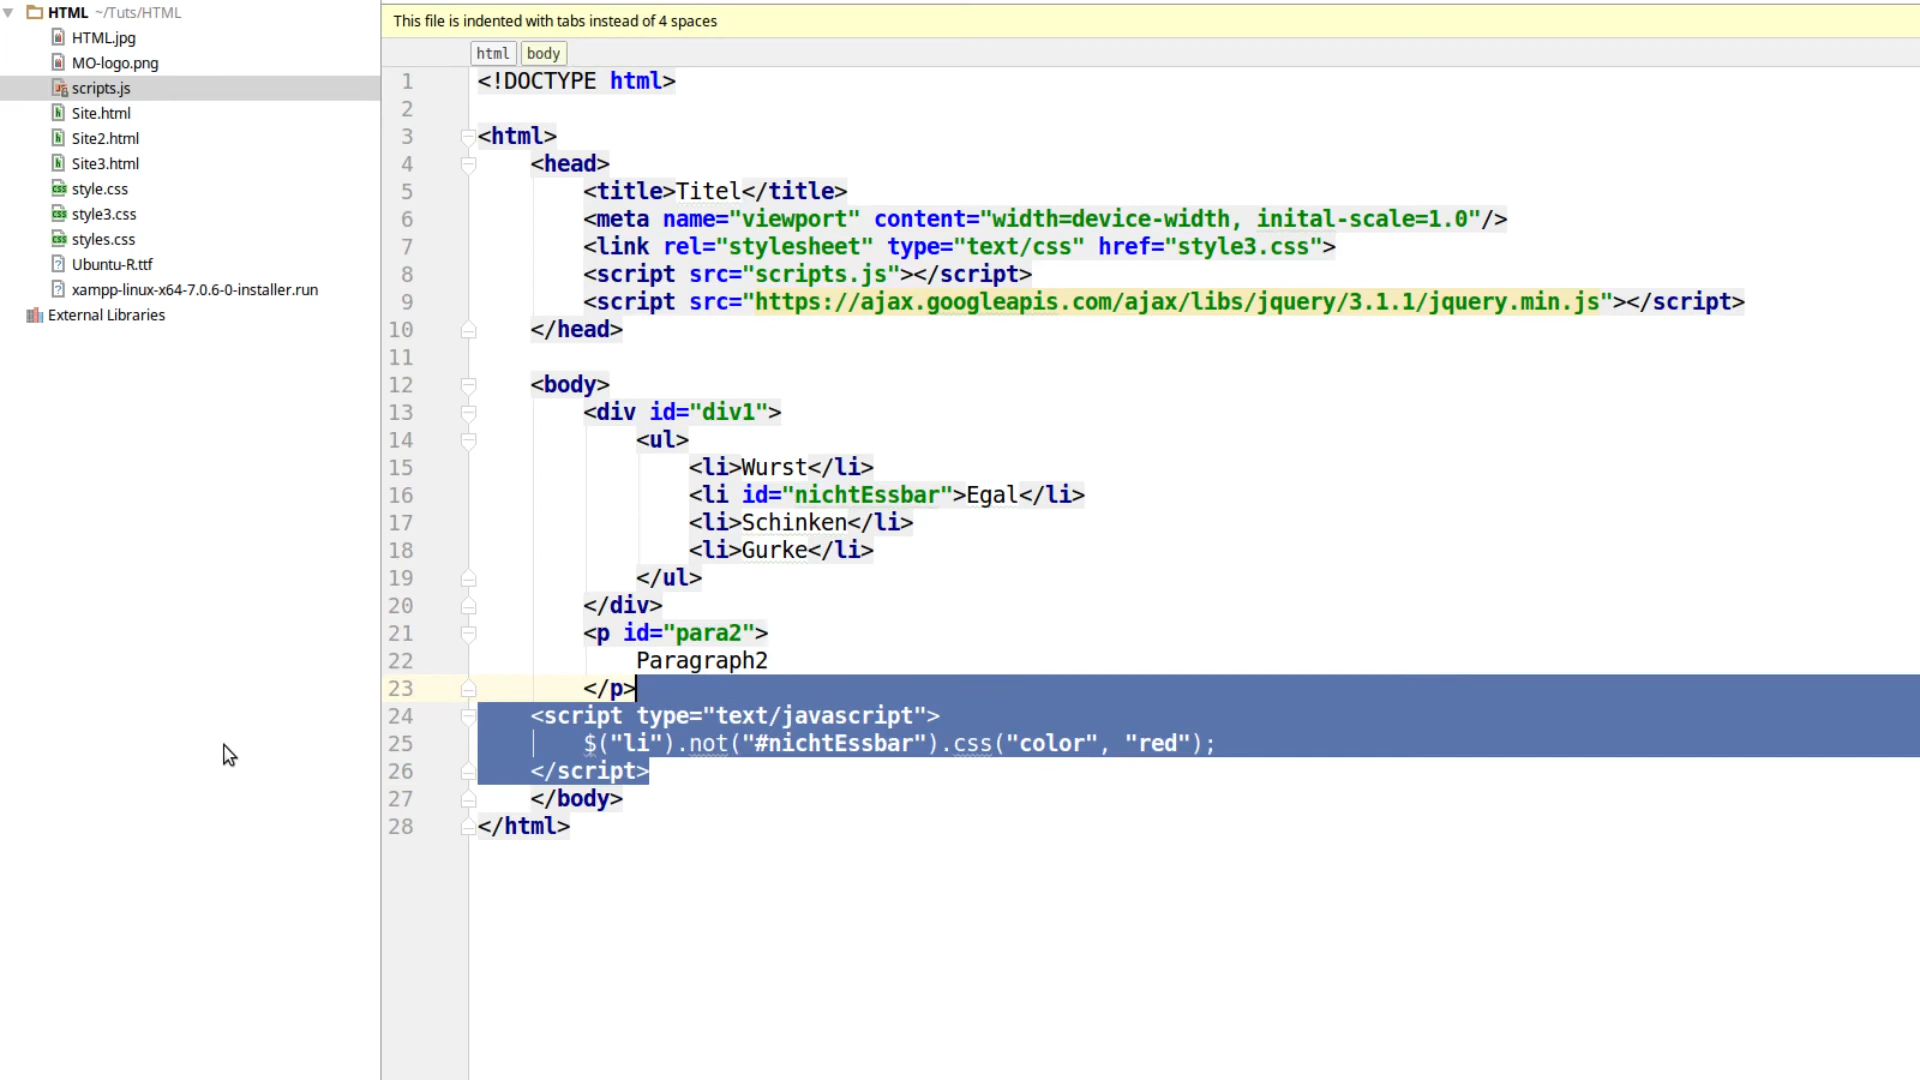 HTML ~/Tuts/HTML
HTML.jpg
MO-logo.png
scripts.js
Site.html
Site2.html
Site3.html
style.css
style3.css
styles.css
Ubuntu-R.ttf
xampp-linux-x64-7.0.6-0-installer.run
External Libraries
This file is indented with tabs instead of 4 spaces
html body
1 <!DOCTYPE html>
2
3 <html>
4 <head>
5 <title>Titel</title>
6 <meta name="viewport" content="width=device-width, inital-scale=1.0"/>
7 <link rel="stylesheet" type="text/css" href="style3.css">
8 <script src="scripts.js"></script>
9 <script src="https://ajax.googleapis.com/ajax/libs/jquery/3.1.1/jquery.min.js"></script>
10 </head>
11
12 <body>
13 <div id="div1">
14 <ul>
15 <li>Wurst</li>
16 <li id="nichtEssbar">Egal</li>
17 <li>Schinken</li>
18 <li>Gurke</li>
19 </ul>
20 </div>
21 <p id="para2">
22 Paragraph2
23 </p>
24 <script type="text/javascript">
25 $("li").not("#nichtEssbar").css("color", "red");
26 </script>
27 </body>
28 </html>